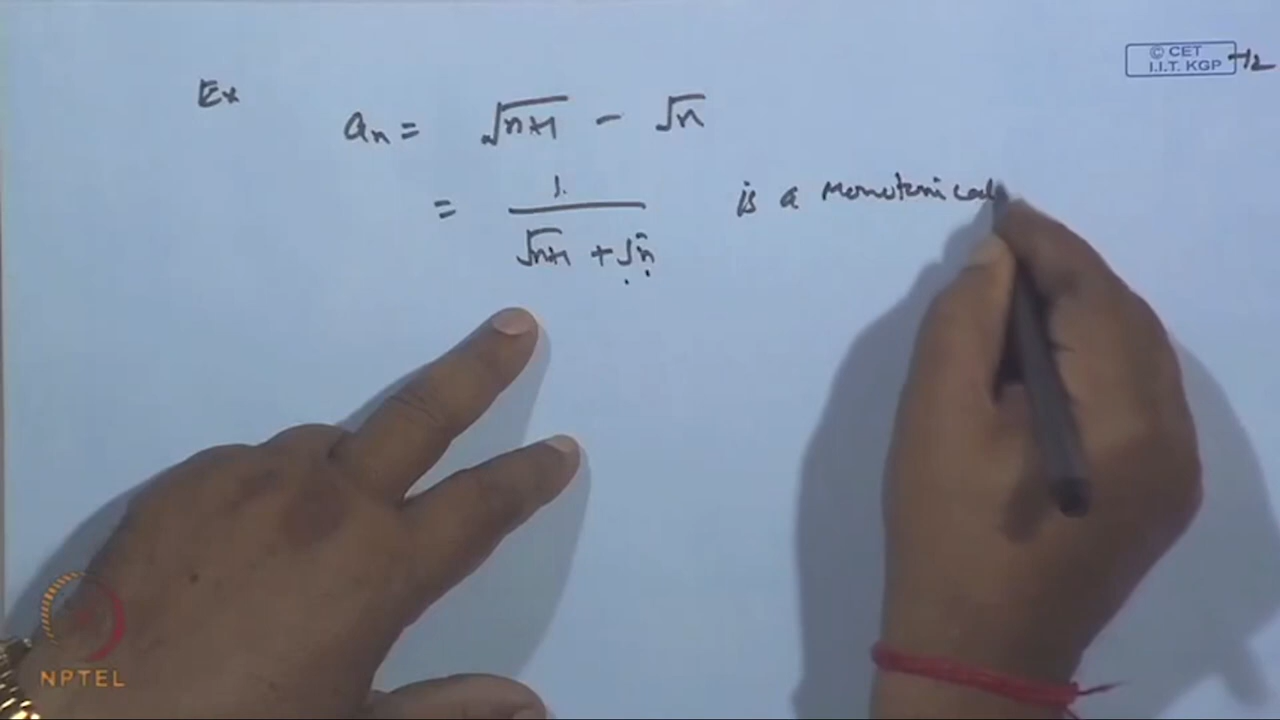 © CET
I.I.T. KGP
Ex
an = √n+1 - √n
= 1 / √n+1 + √n is a Monotonical
NPTEL